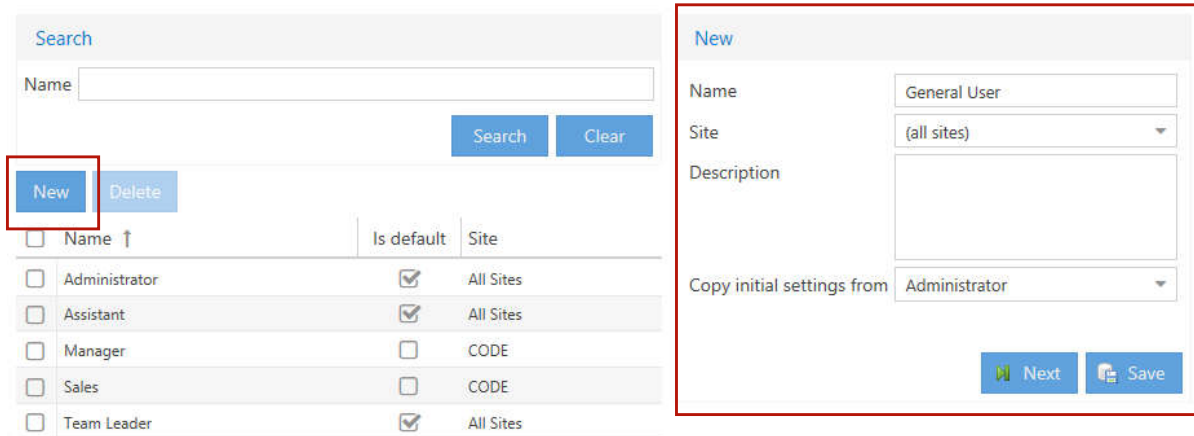 Search
Name
Search Clear
New Delete
Name ↑ Is default Site
Administrator All Sites
Assistant All Sites
Manager CODE
Sales CODE
Team Leader All Sites
New
Name General User
Site (all sites)
Description
Copy initial settings from Administrator
Next Save